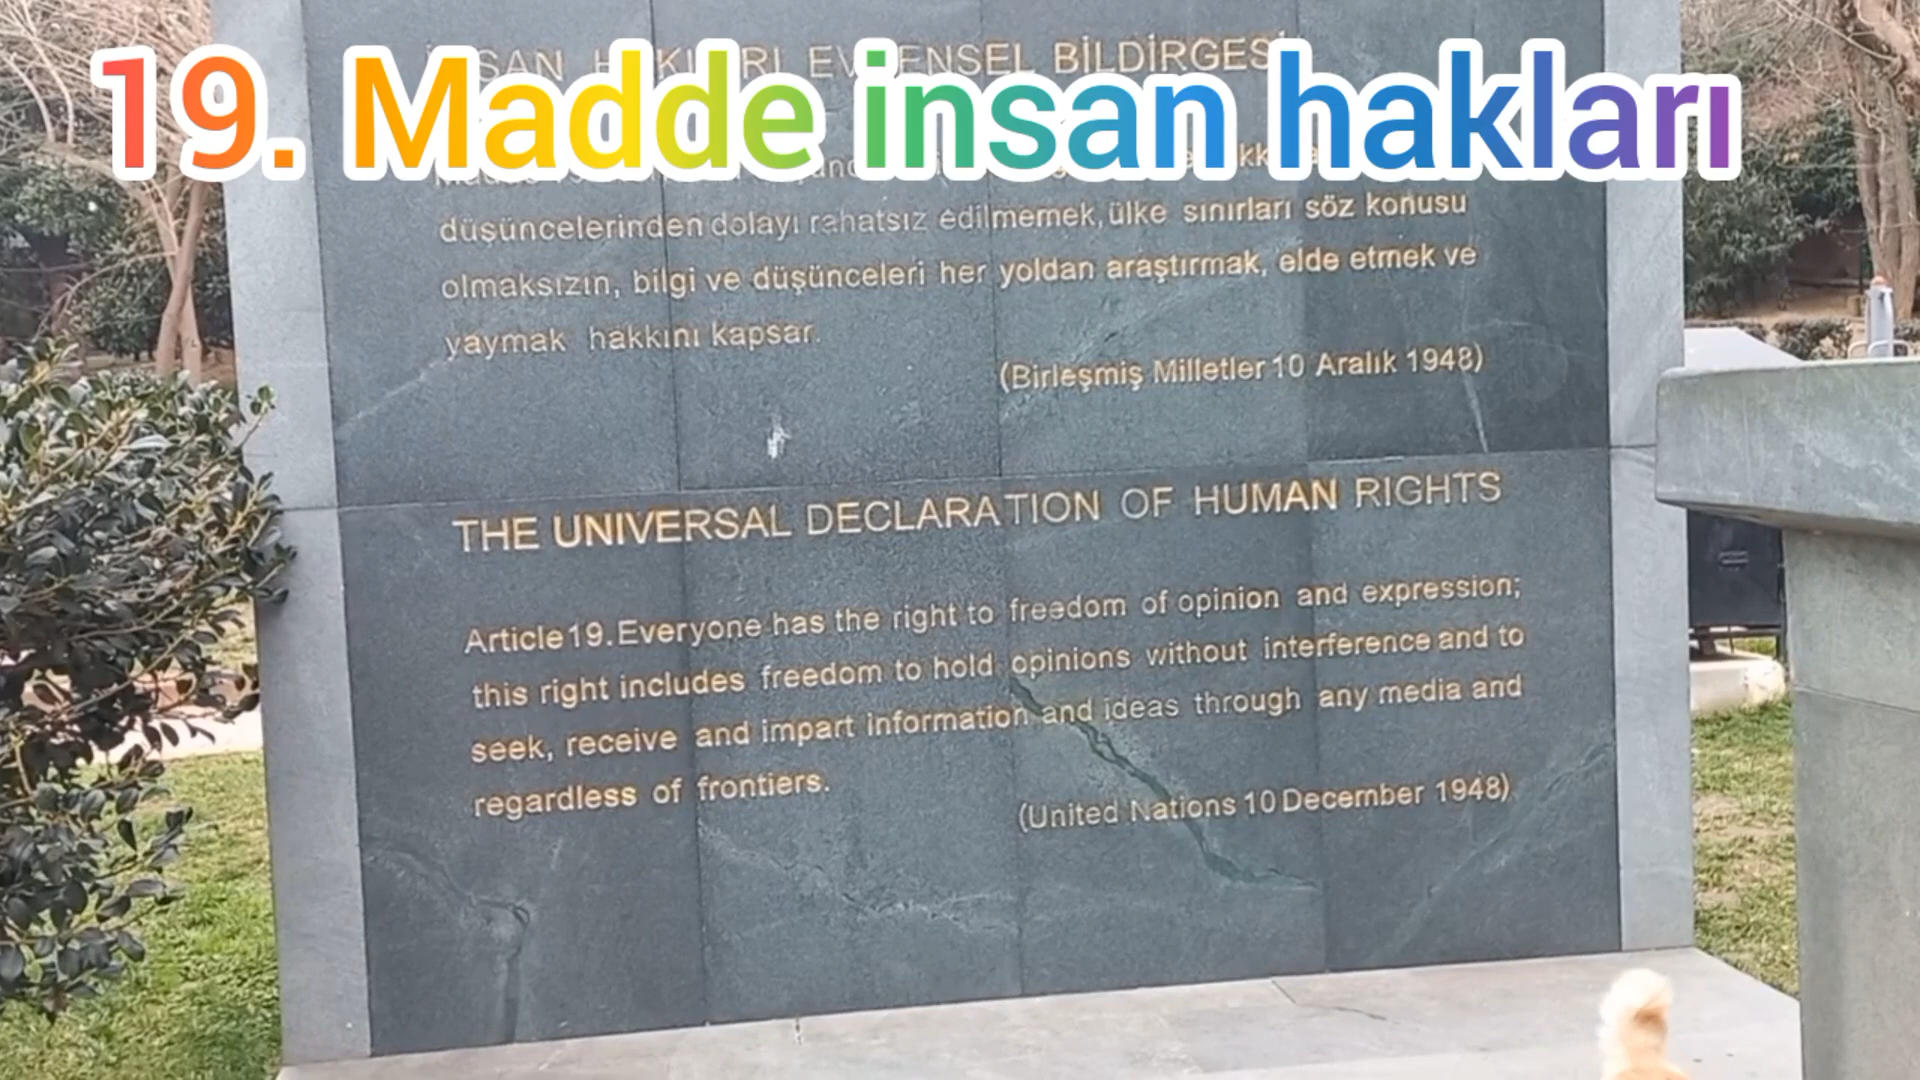 19. Madde insan hakları
BİLDİRGESİ
düşüncelerinden dolayı rahatsız edilmemek, ülke sınırları söz konusu
olmaksızın, bilgi ve düşünceleri her yoldan araştırmak, elde etmek ve
yaymak hakkını kapsar.
(Birleşmiş Milletler 10 Aralık 1948)
THE UNIVERSAL DECLARATION OF HUMAN RIGHTS
Article 19. Everyone has the right to freedom of opinion and expression;
this right includes freedom to hold opinions without interference and to
seek, receive and impart information and ideas through any media and
regardless of frontiers.
(United Nations 10 December 1948)